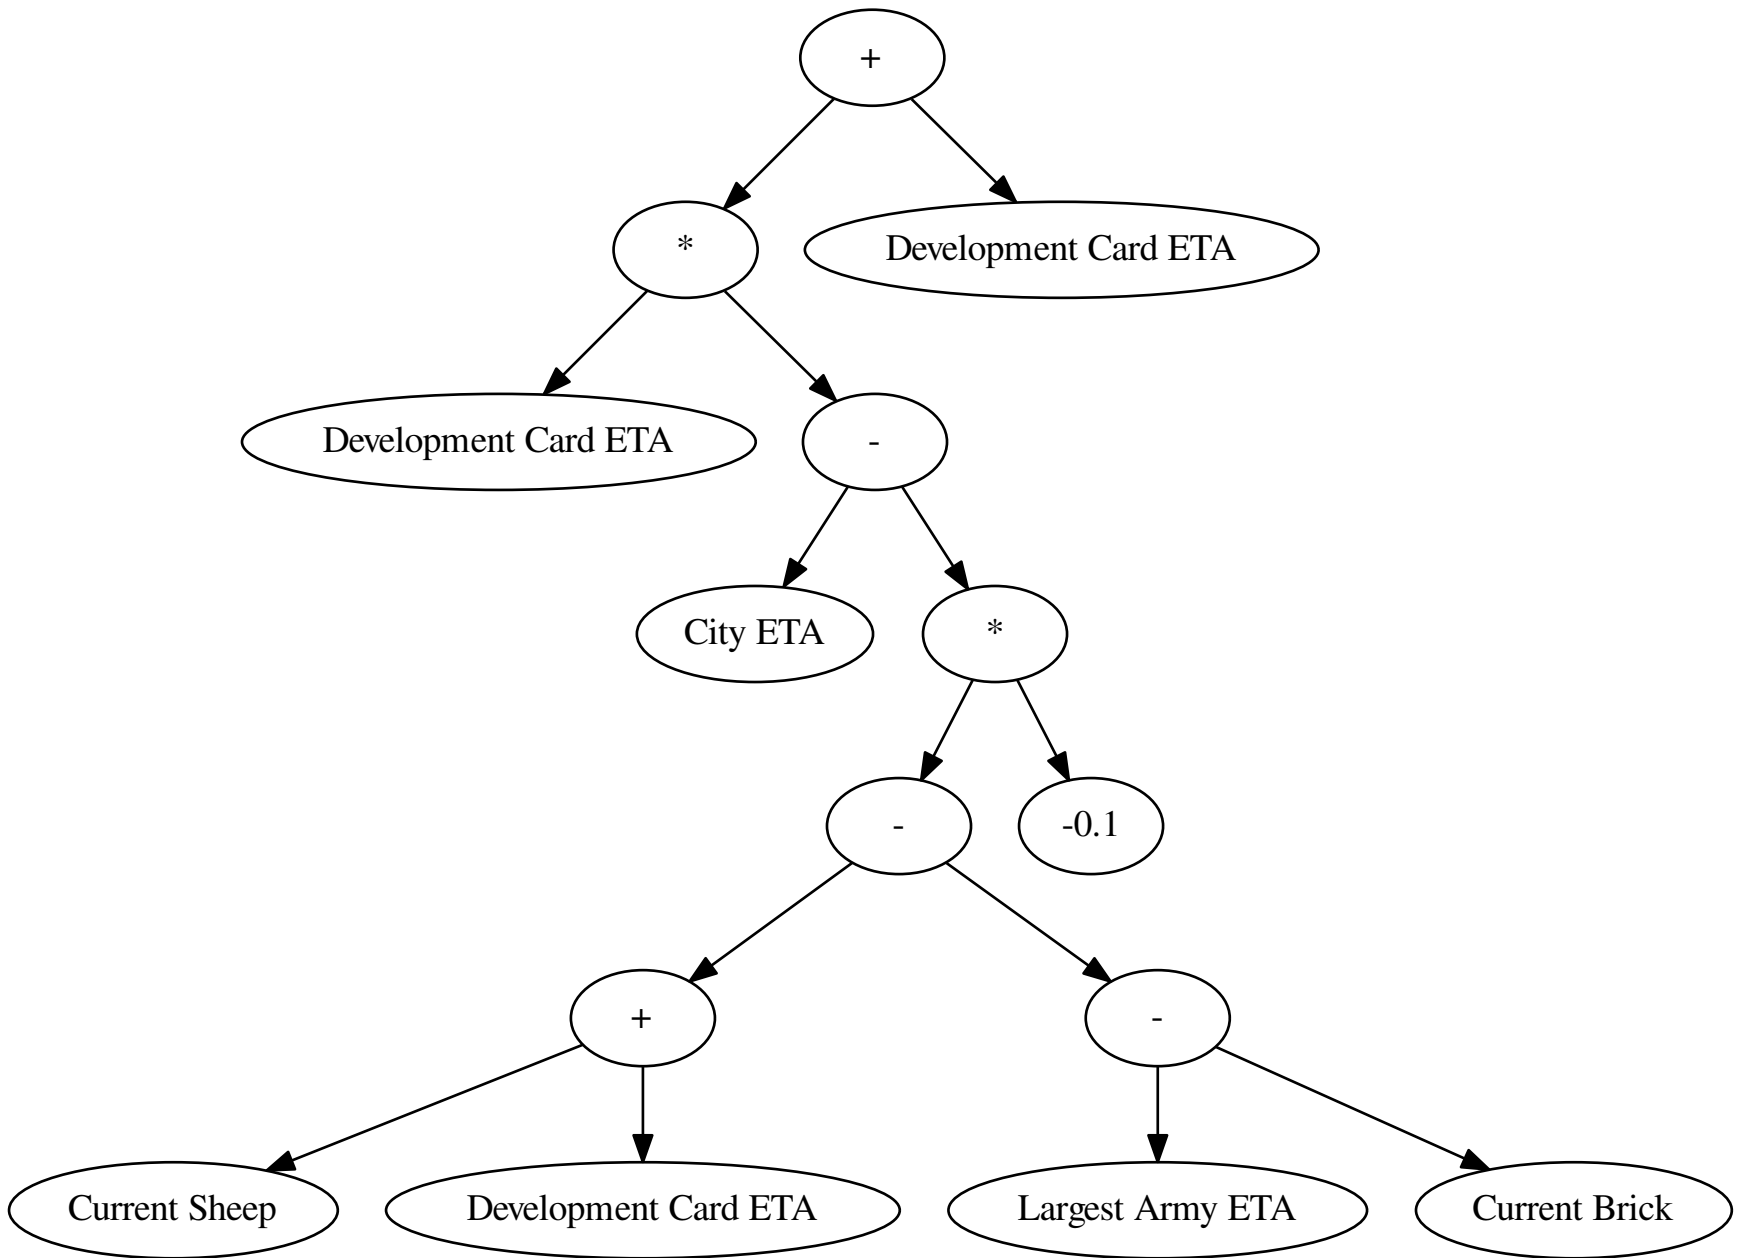 +
*
Development Card ETA
Development Card ETA
-
City ETA
*
-
-0.1
+
-
Current Sheep
Development Card ETA
Largest Army ETA
Current Brick